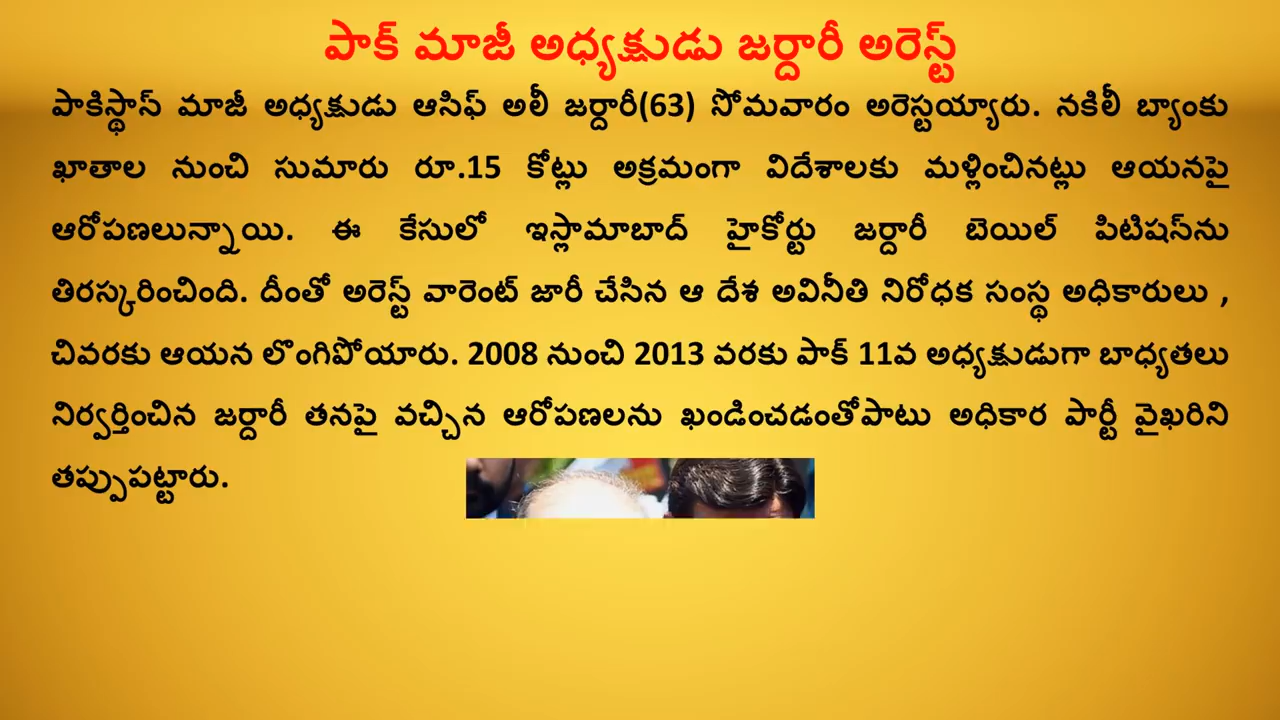 పాక్ మాజీ అధ్యక్షుడు జర్దారీ అరెస్ట్
పాకిస్థాస్ మాజీ అధ్యక్షుడు ఆసిఫ్ అలీ జర్దారీ(63) సోమవారం అరెస్టయ్యారు. నకిలీ బ్యాంకు
ఖాతాల నుంచి సుమారు రూ.15 కోట్లు అక్రమంగా విదేశాలకు మళ్లించినట్లు ఆయనపై
ఆరోపణలున్నాయి. ఈ కేసులో ఇస్లామాబాద్ హైకోర్టు జర్దారీ బెయిల్ పిటిషస్‌ను
తిరస్కరించింది. దీంతో అరెస్ట్ వారెంట్ జారీ చేసిన ఆ దేశ అవినీతి నిరోధక సంస్థ అధికారులు ,
చివరకు ఆయన లొంగిపోయారు. 2008 నుంచి 2013 వరకు పాక్ 11వ అధ్యక్షుడుగా బాధ్యతలు
నిర్వర్తించిన జర్దారీ తనపై వచ్చిన ఆరోపణలను ఖండించడంతోపాటు అధికార పార్టీ వైఖరిని
తప్పుపట్టారు.